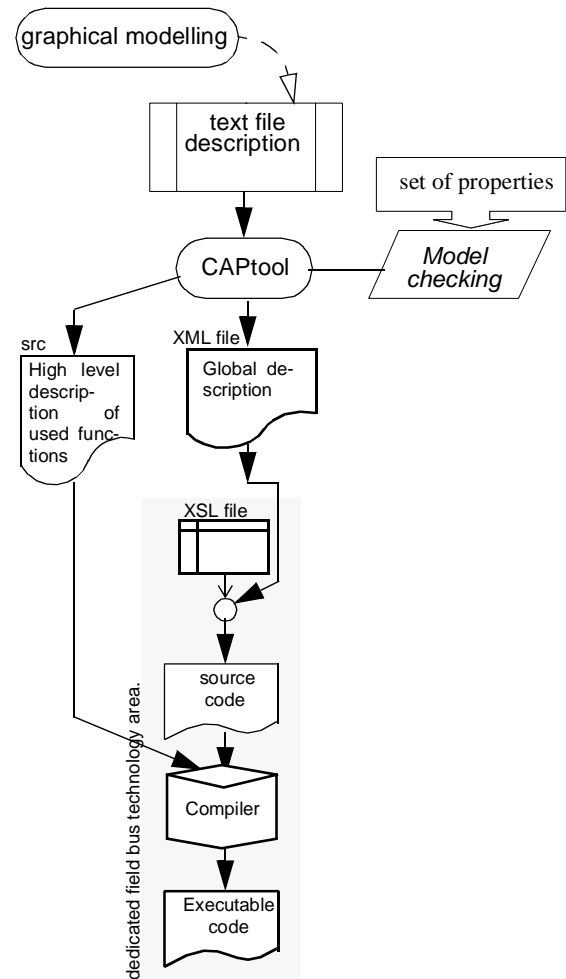 graphical modelling
text file
description
set of properties
CAPtool
Model
checking
src
High level
descrip-
tion of
used func-
tions
XML file
Global de-
scription
XSL file
source
code
dedicated field bus technology area.
Compiler
Executable
code